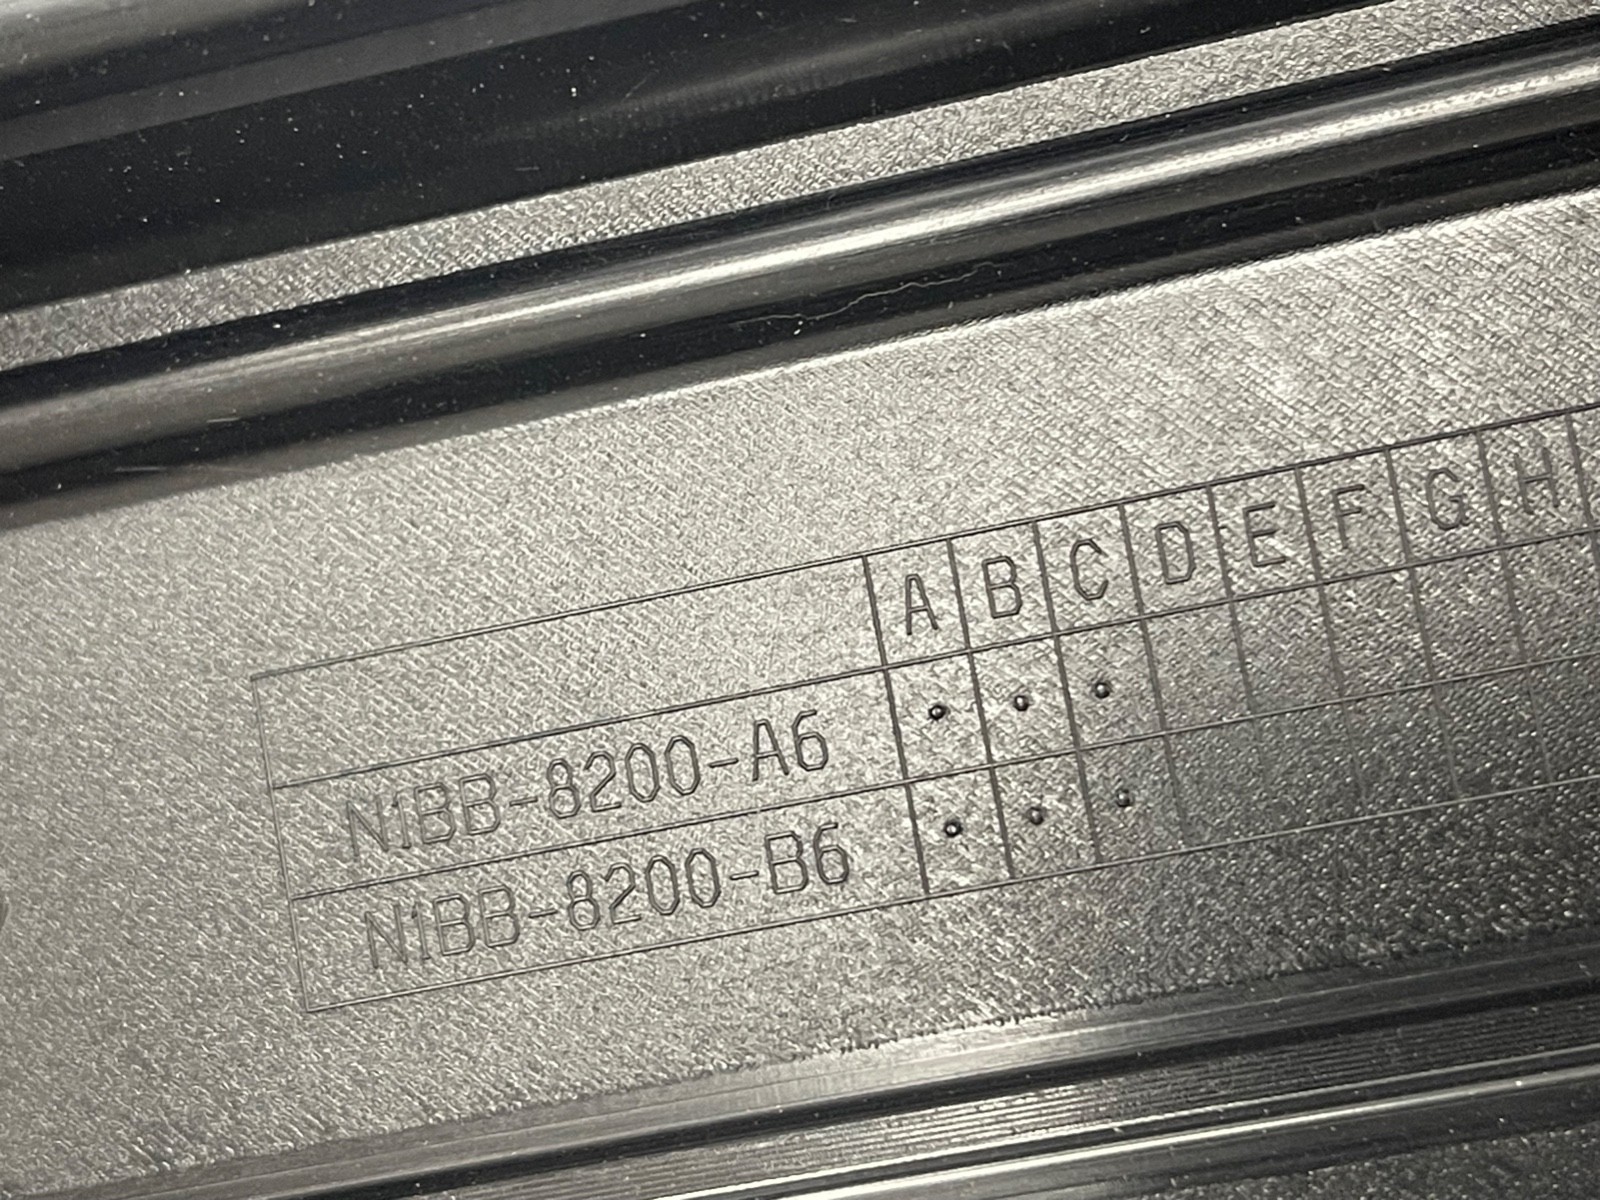 A B C D E F G H
N1BB-8200-A6
N1BB-8200-B6